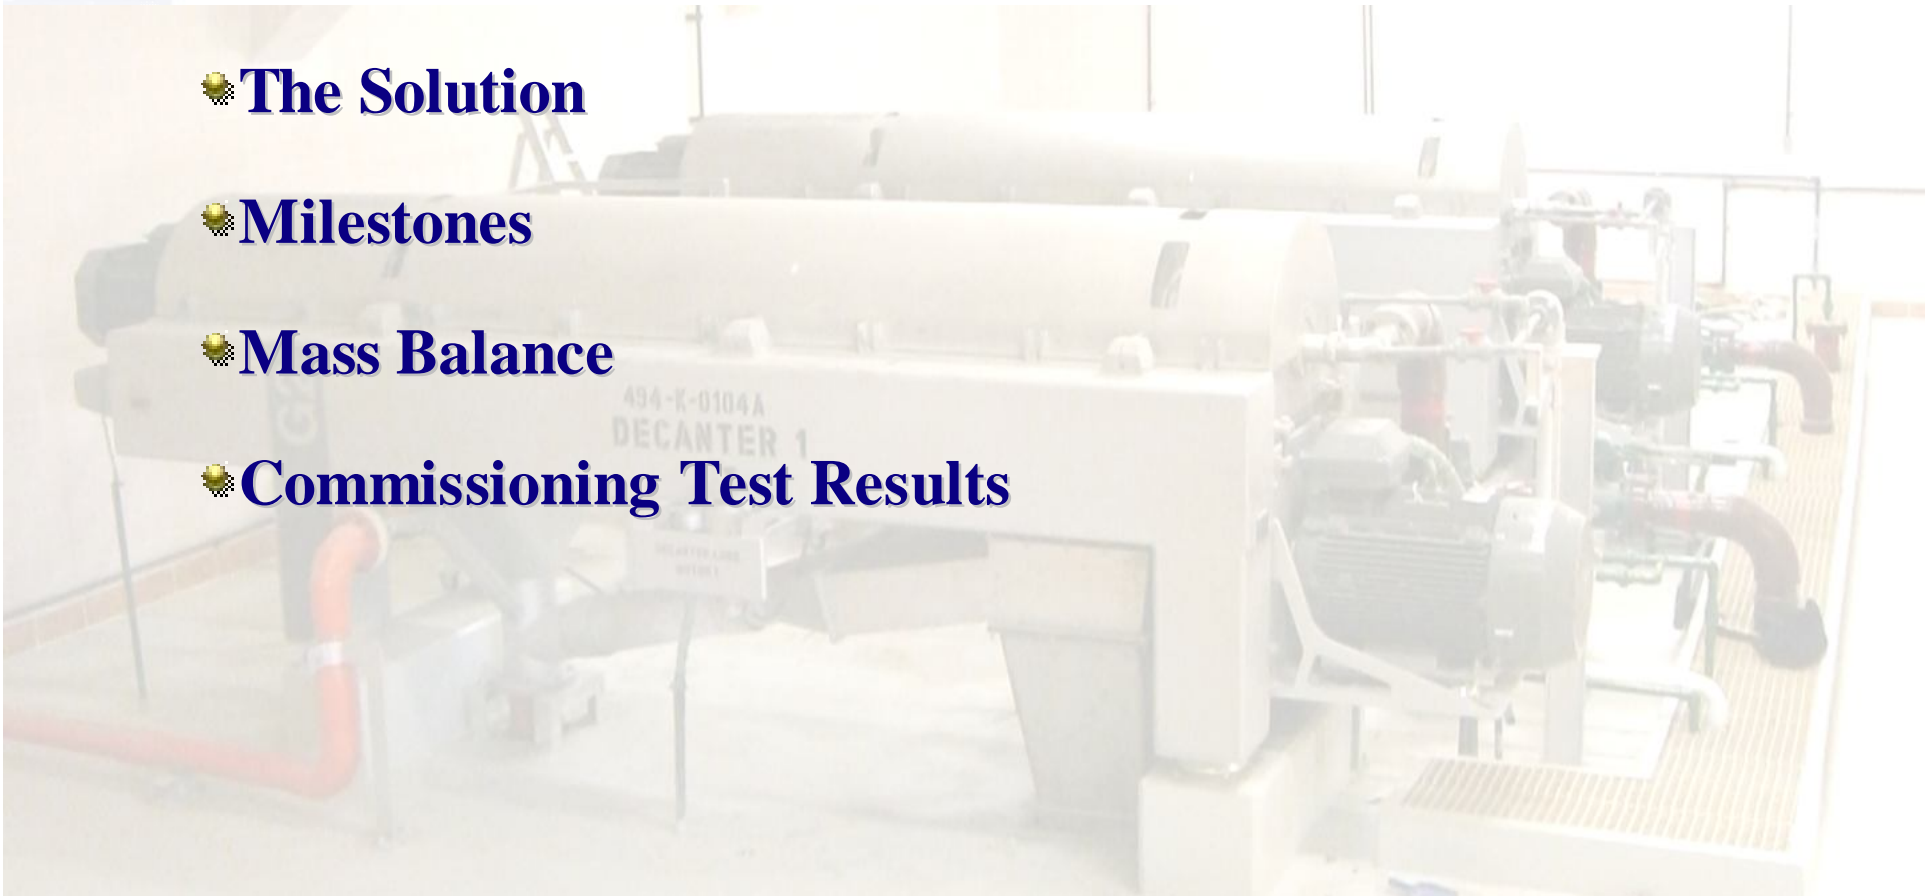 The Solution
Milestones
Mass Balance
494-K-0104A
DECANTER 1
Commissioning Test Results